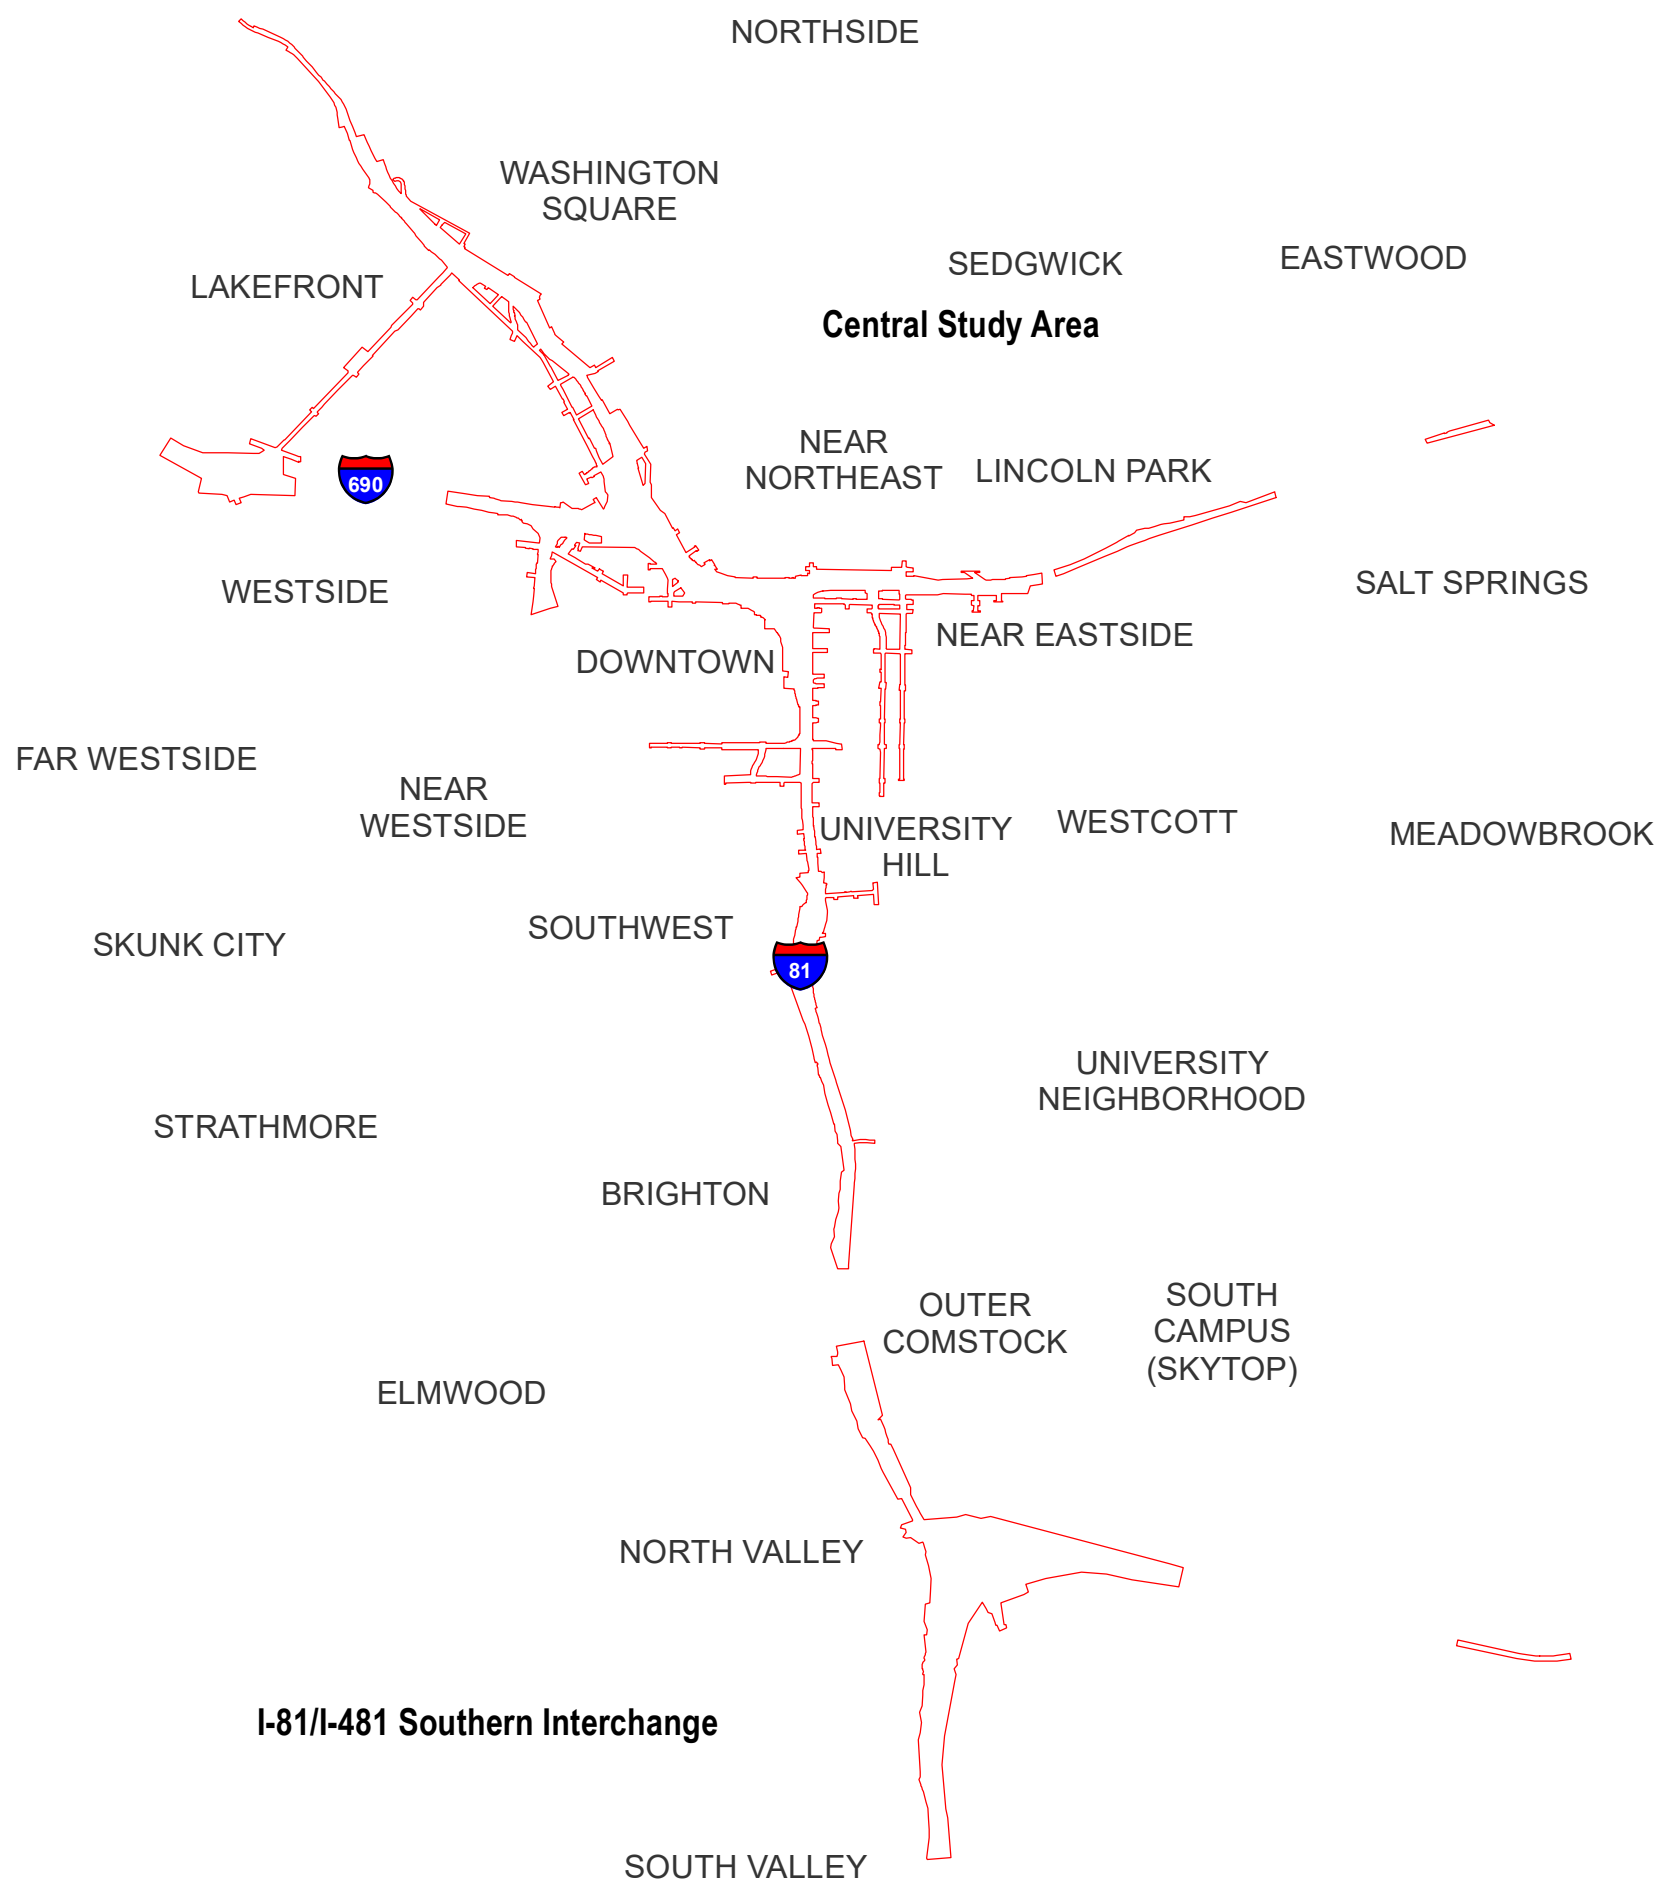 NORTHSIDE
WASHINGTON
SQUARE
SEDGWICK
EASTWOOD
LAKEFRONT
Central Study Area
NEAR
NORTHEAST
LINCOLN PARK
690
WESTSIDE
SALT SPRINGS
NEAR EASTSIDE
DOWNTOWN
FAR WESTSIDE
NEAR
WESTSIDE
UNIVERSITY
HILL
WESTCOTT
MEADOWBROOK
SOUTHWEST
SKUNK CITY
81
UNIVERSITY
NEIGHBORHOOD
STRATHMORE
BRIGHTON
OUTER
COMSTOCK
SOUTH
CAMPUS
(SKYTOP)
ELMWOOD
NORTH VALLEY
I-81/I-481 Southern Interchange
SOUTH VALLEY